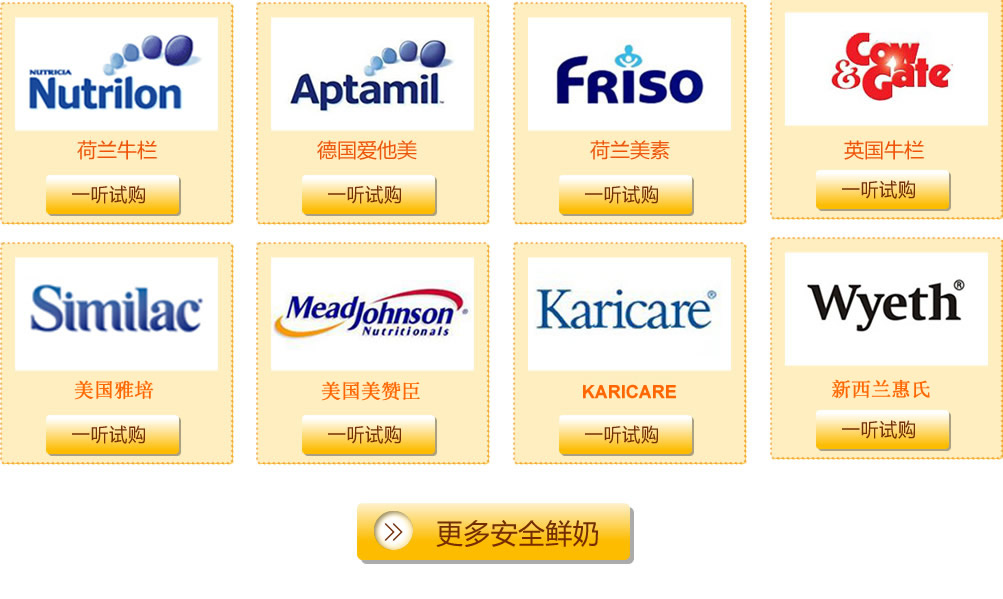 NUTRICIA
Nutrilon
荷兰牛栏
一听试购
Aptamil™
德国爱他美
一听试购
FRISO
荷兰美素
一听试购
Cow
& Gate
英国牛栏
一听试购
Similac
美国雅培
一听试购
MeadJohnson®
Nutritionals
美国美赞臣
一听试购
Karicare®
KARICARE
一听试购
Wyeth®
新西兰惠氏
一听试购
更多安全鲜奶